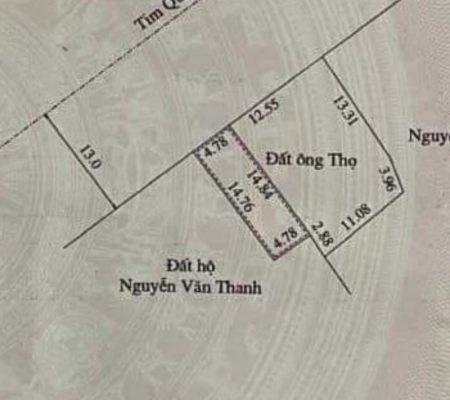 Tim Qu
12.55
13.31
Nguy
13.0
4.78
Đất ông Thọ
3.96
14.84
14.76
11.08
2.88
4.78
Đất hộ
Nguyễn Văn Thanh